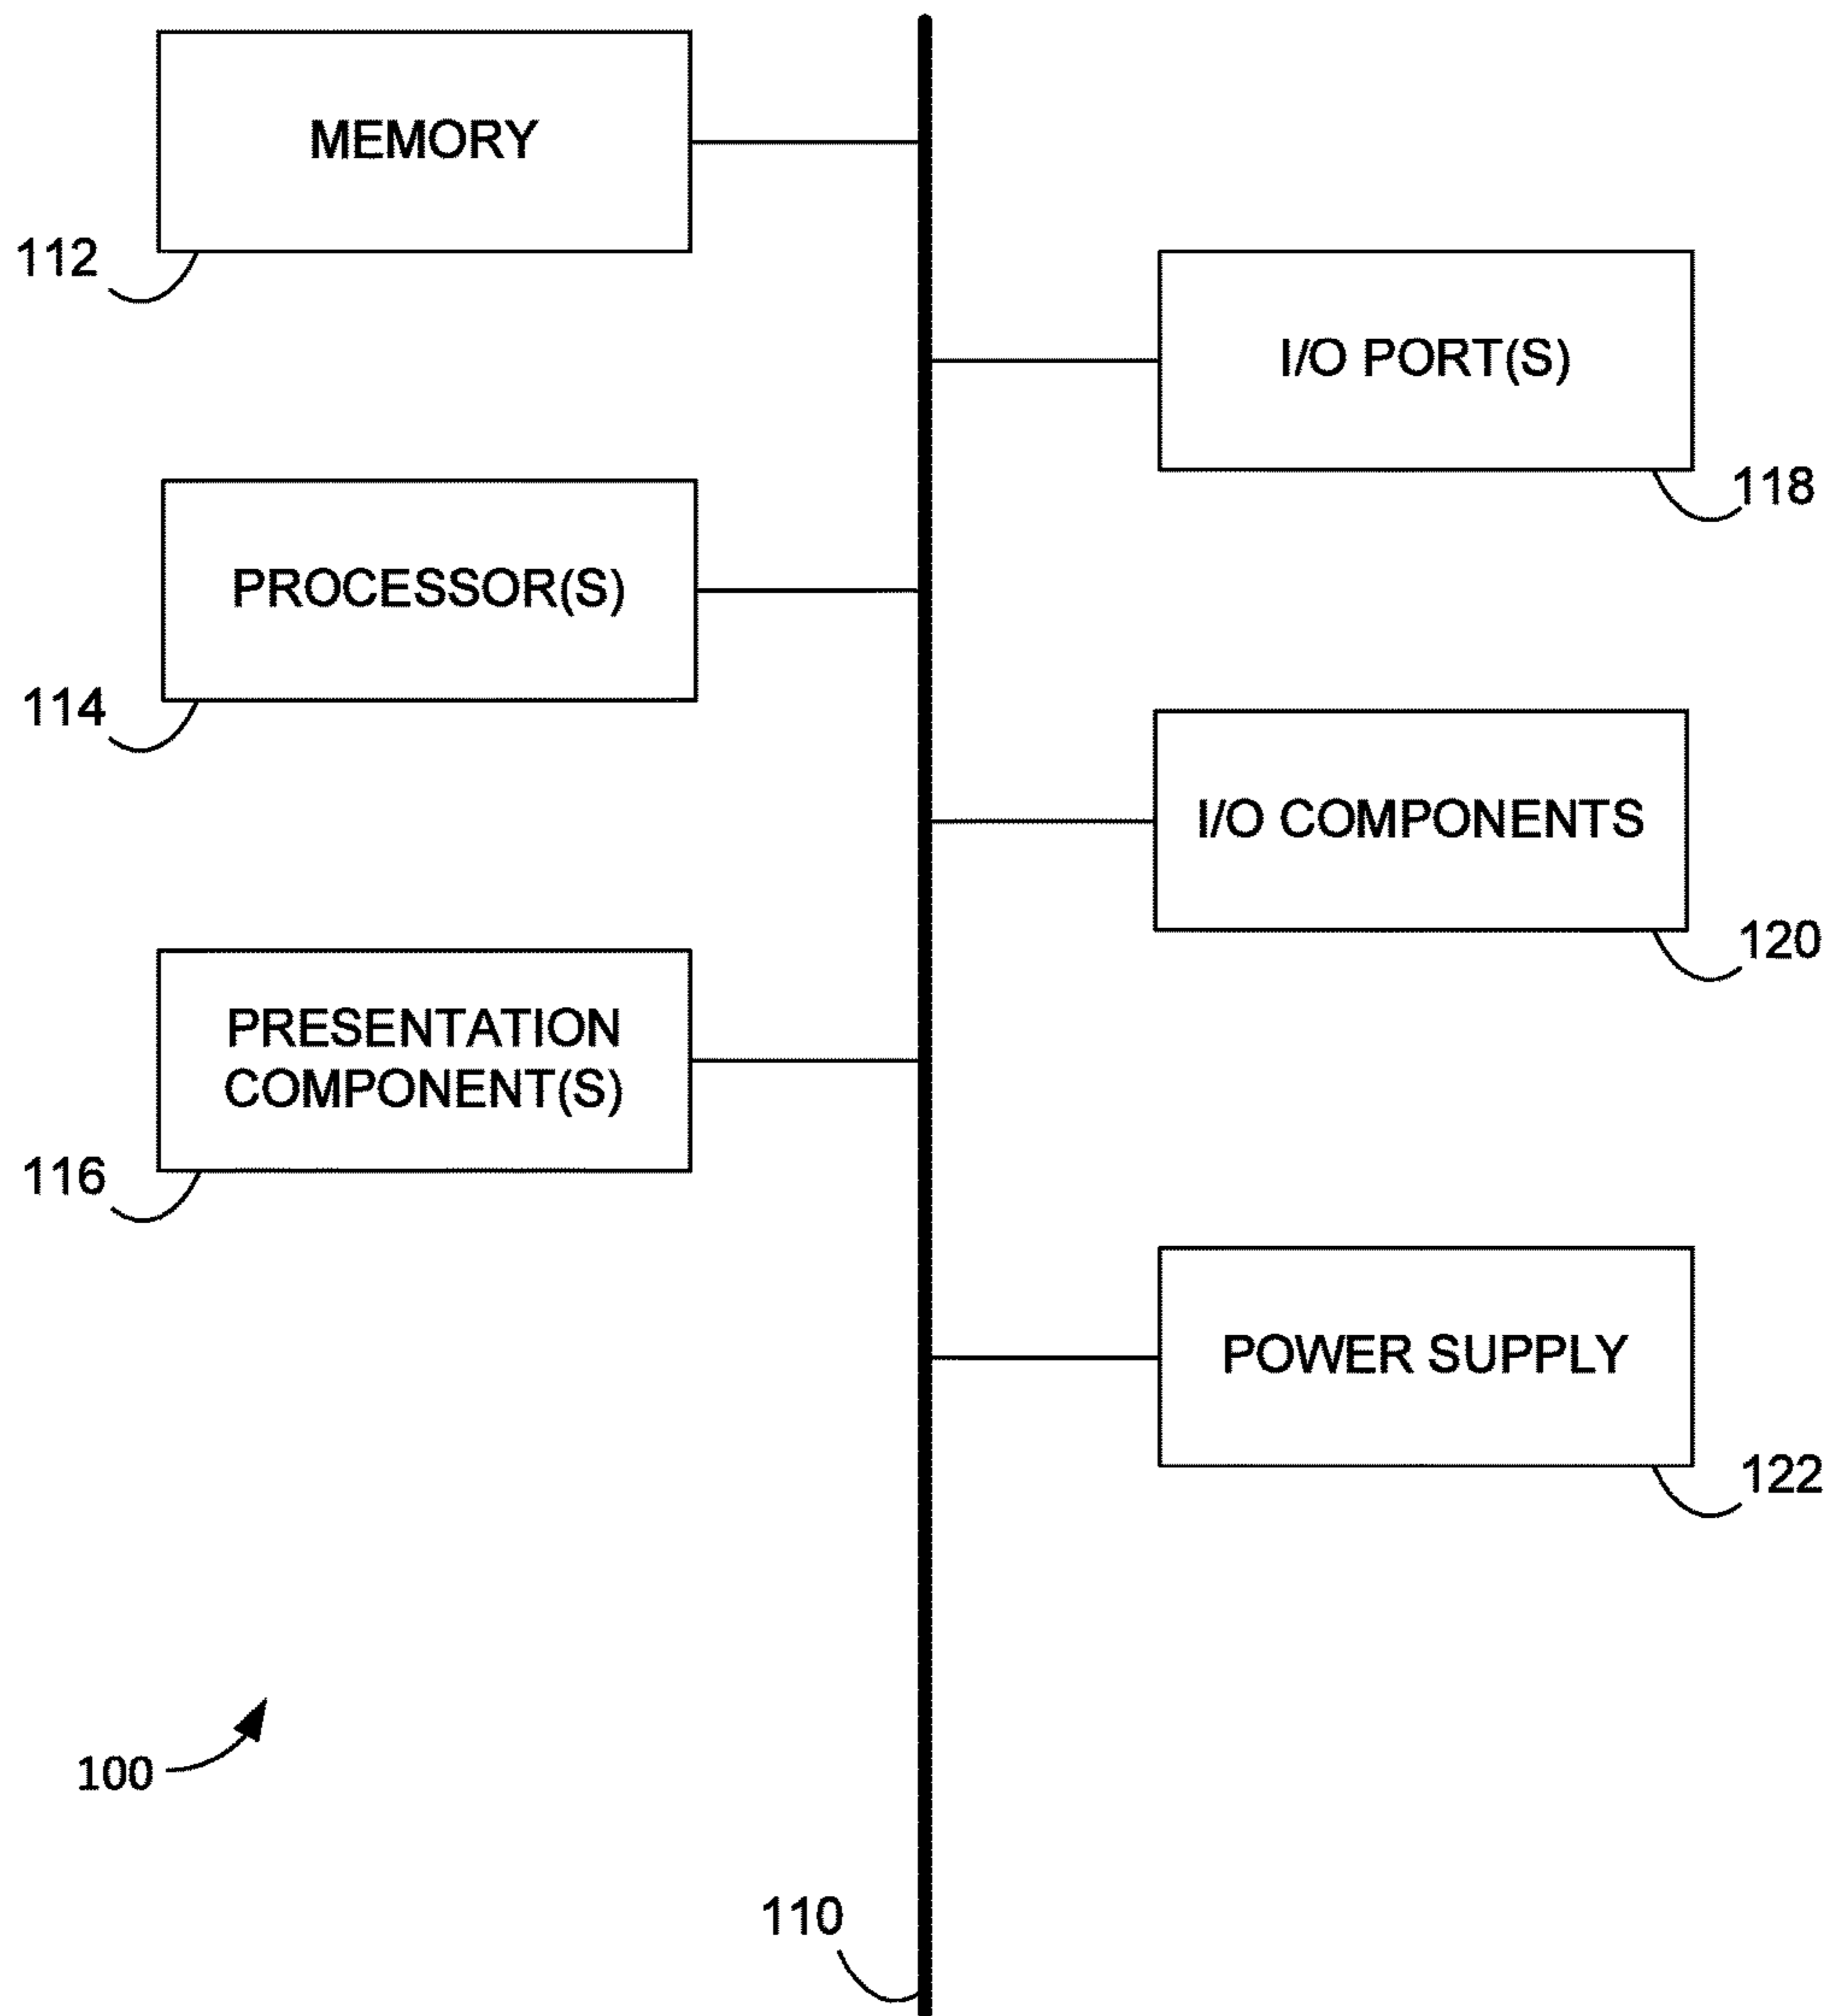 MEMORY
112
I/O PORT(S)
118
PROCESSOR(S)
114
I/O COMPONENTS
120
PRESENTATION
COMPONENT(S)
116
POWER SUPPLY
122
100
110